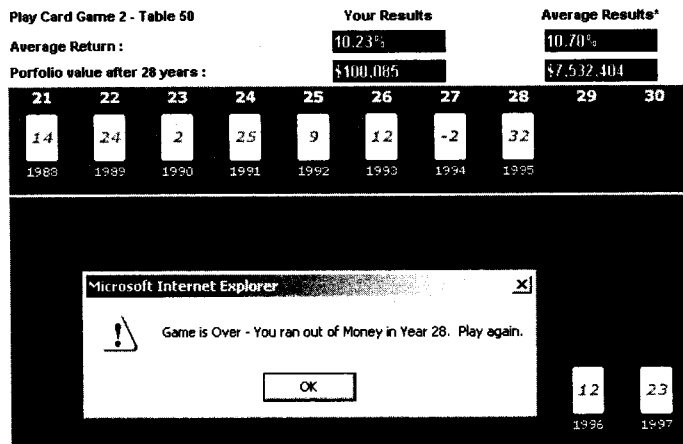 Play Card Game 2 - Table 50 Your Results Average Results*
Average Return : 10.23% 10.70%
Porfolio value after 28 years : $100,085 $7,532,404
21 22 23 24 25 26 27 28 29 30
14 24 2 25 9 12 -2 32
1988 1989 1990 1991 1992 1993 1994 1995
Microsoft Internet Explorer
Game is Over - You ran out of Money in Year 28. Play again.
OK
12 23
1996 1997